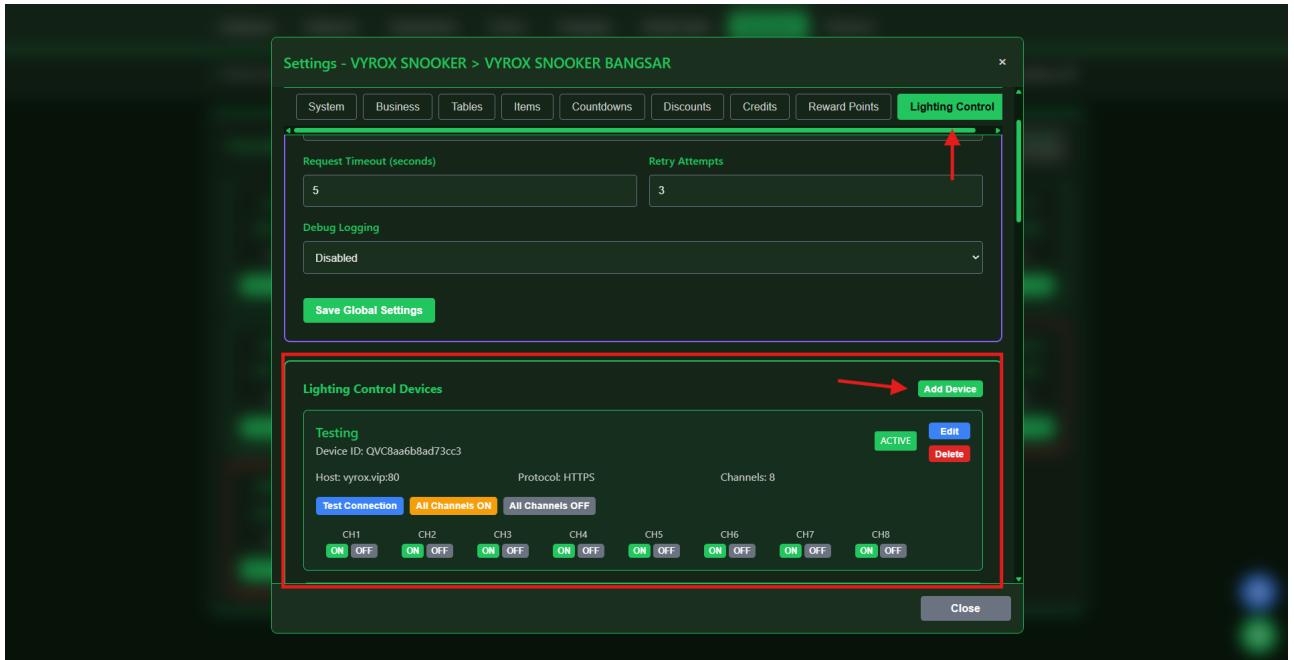 Settings - VYROX SNOOKER > VYROX SNOOKER BANGSAR
×
System Business Tables Items Countdowns Discounts Credits Reward Points Lighting Control
Request Timeout (seconds) Retry Attempts
5 3
Debug Logging
Disabled
Save Global Settings
Lighting Control Devices Add Device
Testing
Device ID: QVC8aa6b8ad73cc3
ACTIVE Edit
Delete
Host: vyrox.vip:80 Protocol: HTTPS Channels: 8
Test Connection All Channels ON All Channels OFF
CH1 CH2 CH3 CH4 CH5 CH6 CH7 CH8
ON OFF ON OFF ON OFF ON OFF ON OFF ON OFF ON OFF ON OFF
Close